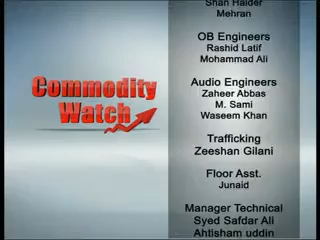 Commodity
Watch
Shan Haider
Mehran
OB Engineers
Rashid Latif
Mohammad Ali
Audio Engineers
Zaheer Abbas
M. Sami
Waseem Khan
Trafficking
Zeeshan Gilani
Floor Asst.
Junaid
Manager Technical
Syed Safdar Ali
Ahtisham uddin